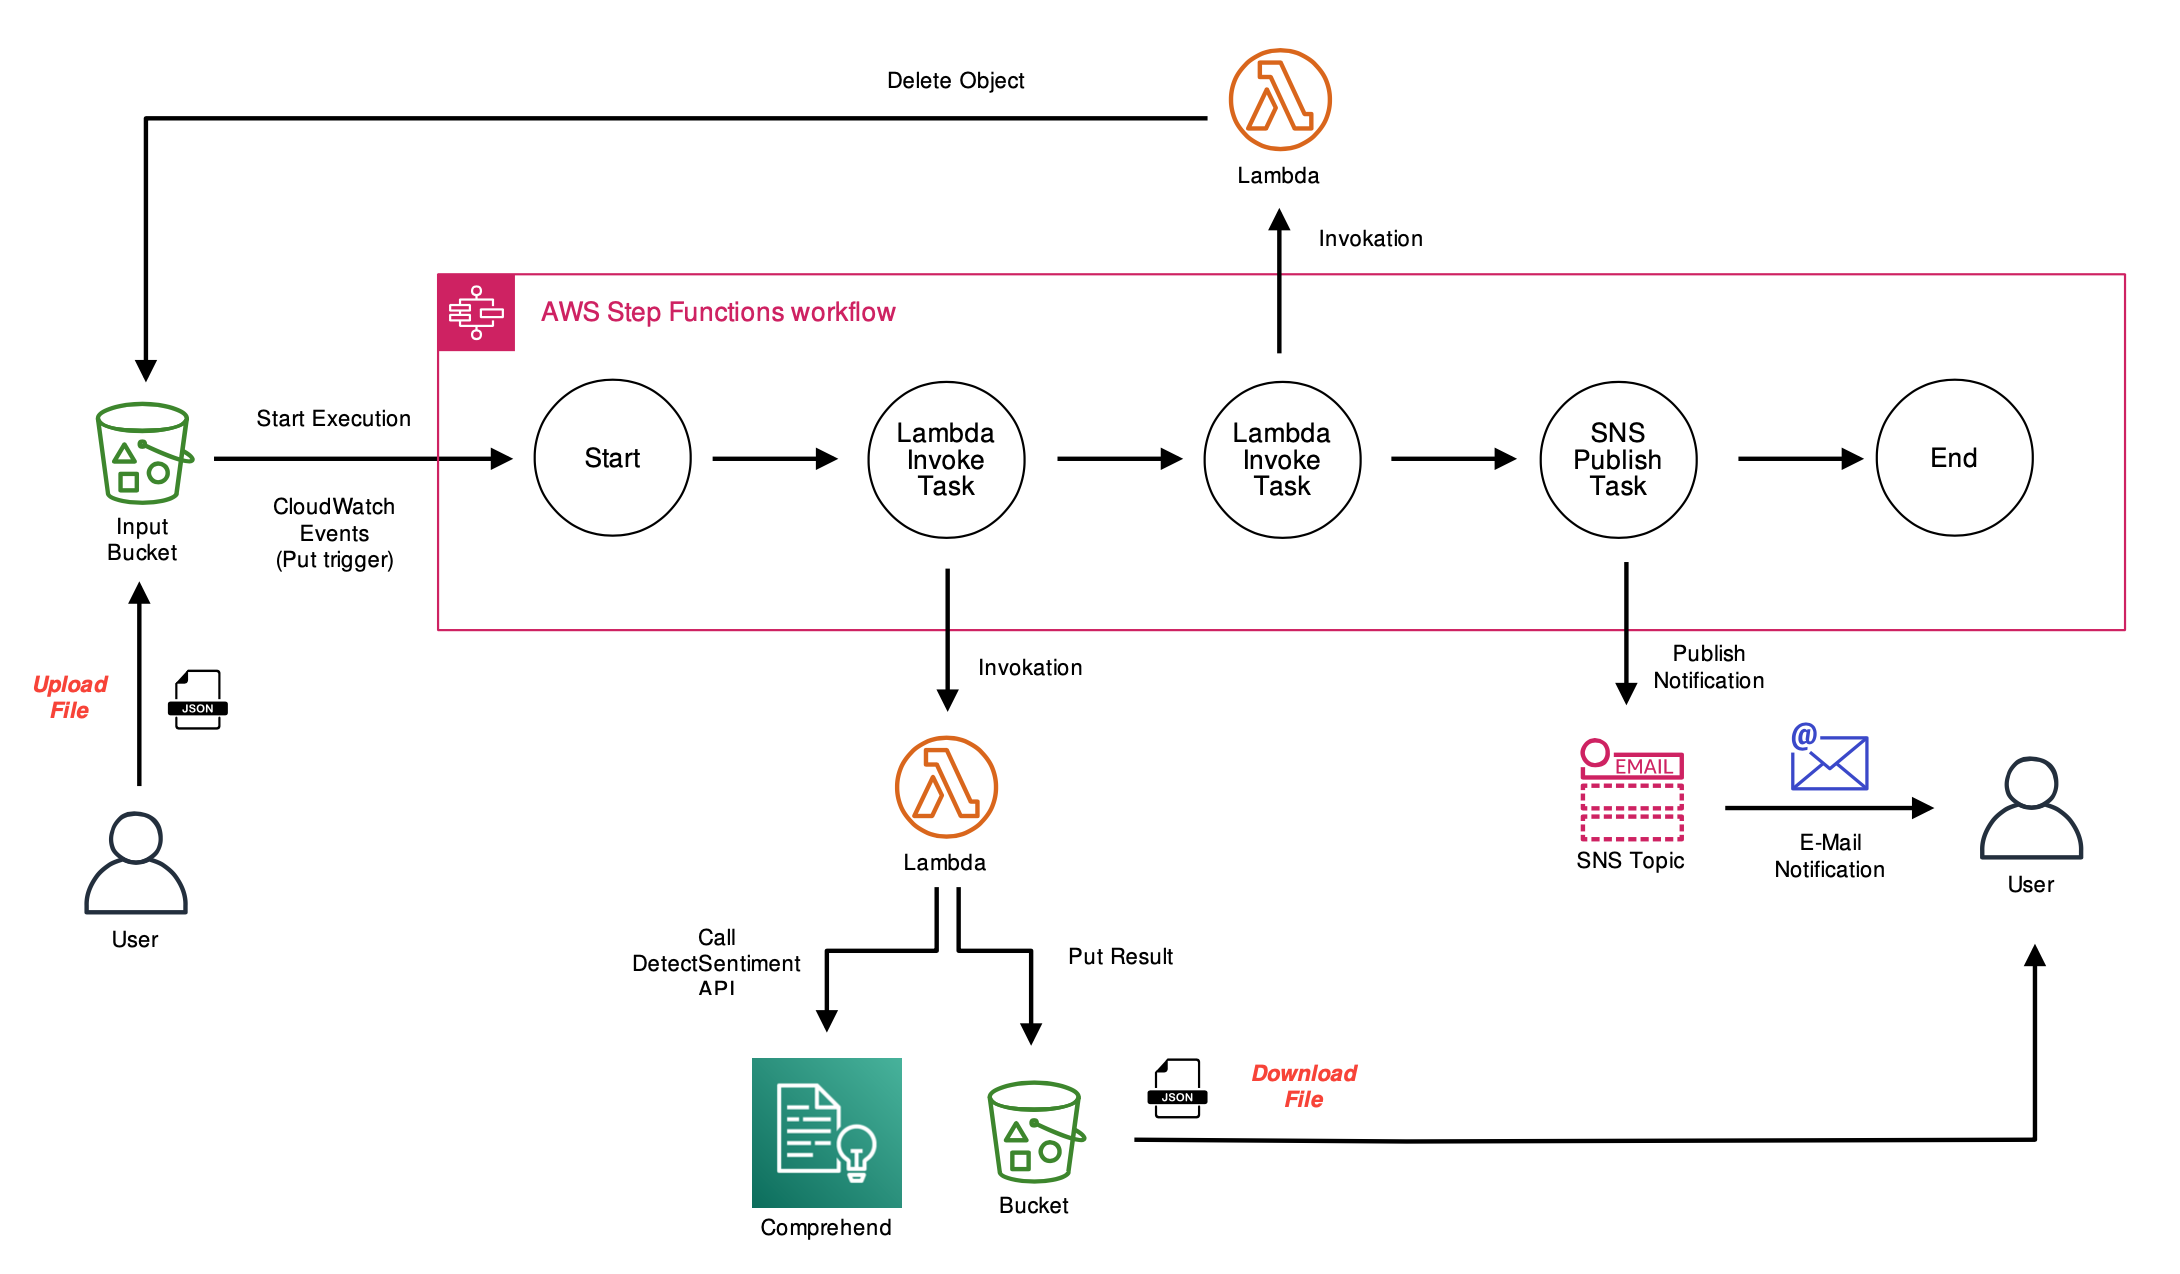 Delete Object
Lambda
Invokation
AWS Step Functions workflow
Start Execution
CloudWatch
Events
(Put trigger)
Input
Bucket
Start
Lambda
Invoke
Task
Lambda
Invoke
Task
SNS
Publish
Task
End
Upload
File
JSON
User
Invokation
Lambda
Publish
Notification
EMAIL
SNS Topic
@
E-Mail
Notification
User
Call
DetectSentiment
API
Put Result
Comprehend
Bucket
JSON
Download
File